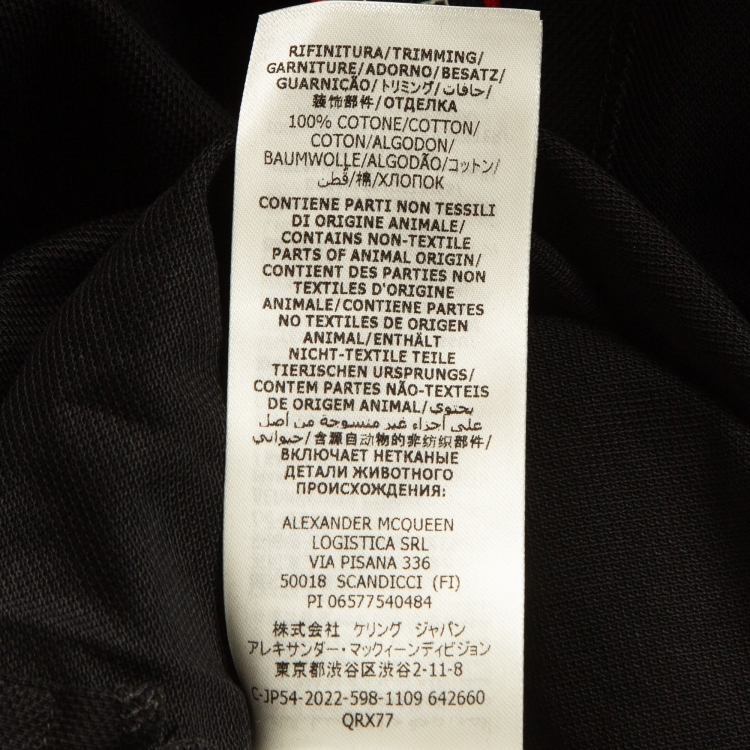 RIFINITURA/TRIMMING/
GARNITURE/ADORNO/BESATZ/
GUARNIÇÃO/トリミング/حافات/
装饰部件/ОТДЕЛКА
100% COTONE/COTTON/
COTON/ALGODON/
BAUMWOLLE/ALGODÃO/コットン/
قطن/棉/ХЛОПОК
CONTIENE PARTI NON TESSILI
DI ORIGINE ANIMALE/
CONTAINS NON-TEXTILE
PARTS OF ANIMAL ORIGIN/
CONTIENT DES PARTIES NON
TEXTILES D'ORIGINE
ANIMALE/CONTIENE PARTES
NO TEXTILES DE ORIGEN
ANIMAL/ENTHÄLT
NICHT-TEXTILE TEILE
TIERISCHEN URSPRUNGS/
CONTEM PARTES NÃO-TEXTEIS
DE ORIGEM ANIMAL/يحتوي
على أجزاء غير منسوجة من أصل
حيواني/含源自动物的非纺织部件/
ВКЛЮЧАЕТ НЕТКАНЫЕ
ДЕТАЛИ ЖИВОТНОГО
ПРОИСХОЖДЕНИЯ:
ALEXANDER MCQUEEN
LOGISTICA SRL
VIA PISANA 336
50018 SCANDICCI (FI)
PI 06577540484
株式会社 ケリング ジャパン
アレキサンダー・マックィーンディビジョン
東京都渋谷区渋谷2-11-8
C-JP54-2022-598-1109 642660
QRX77